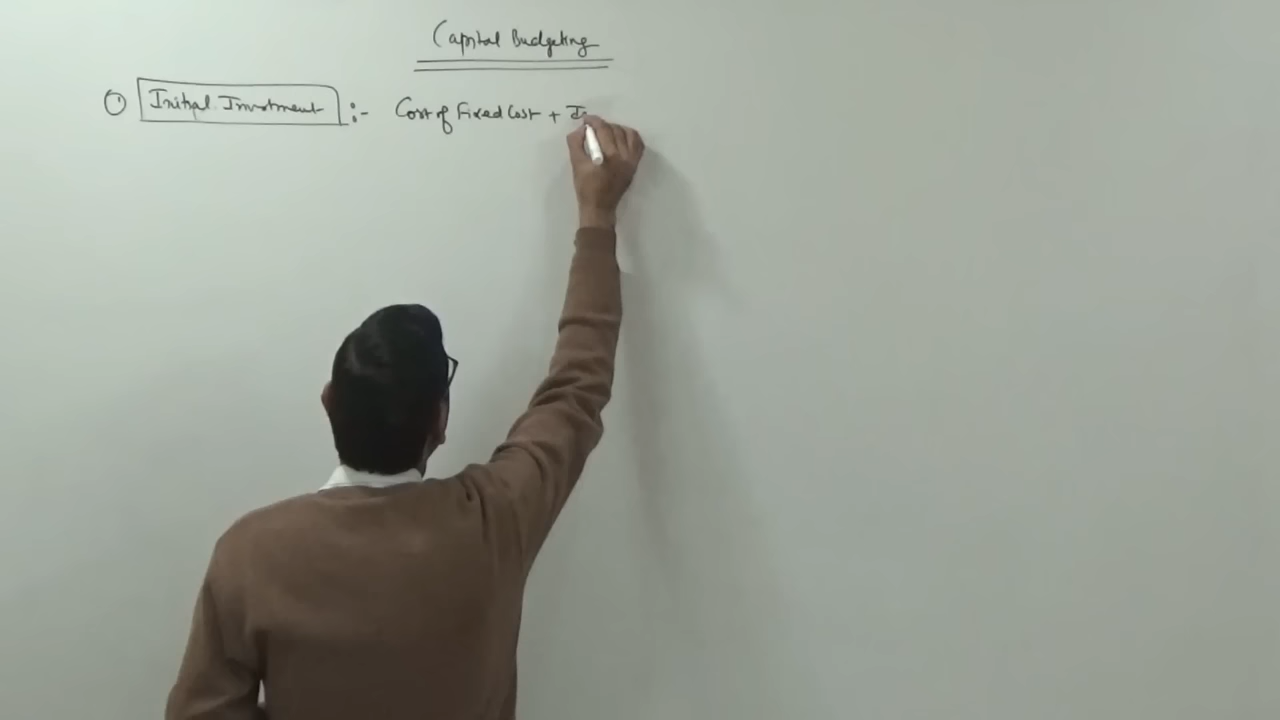 Capital Budgeting
① Initial Investment :- Cost of Fixed Cost + I